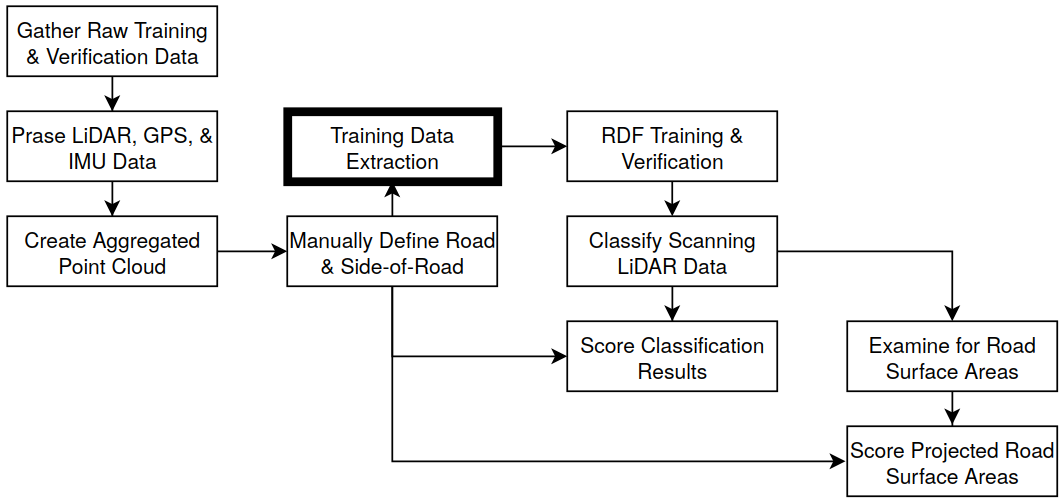 Gather Raw Training
& Verification Data
Prase LiDAR, GPS, &
IMU Data
Create Aggregated
Point Cloud
Manually Define Road
& Side-of-Road
Training Data
Extraction
RDF Training &
Verification
Classify Scanning
LiDAR Data
Score Classification
Results
Examine for Road
Surface Areas
Score Projected Road
Surface Areas